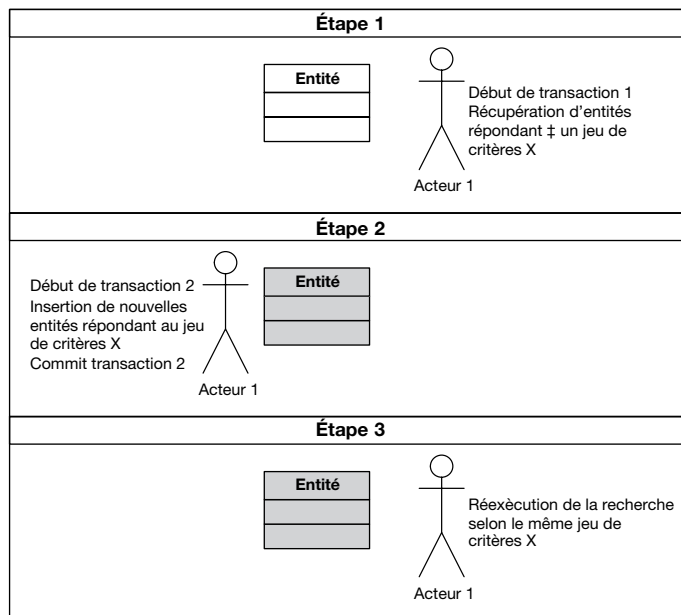 Étape 1
Entité
Début de transaction 1
Récupération d'entités
répondant ‡ un jeu de
critères X
Acteur 1
Étape 2
Début de transaction 2
Insertion de nouvelles
entités répondant au jeu
de critères X
Commit transaction 2
Acteur 1
Entité
Étape 3
Entité
Réexècution de la recherche
selon le même jeu de
critères X
Acteur 1